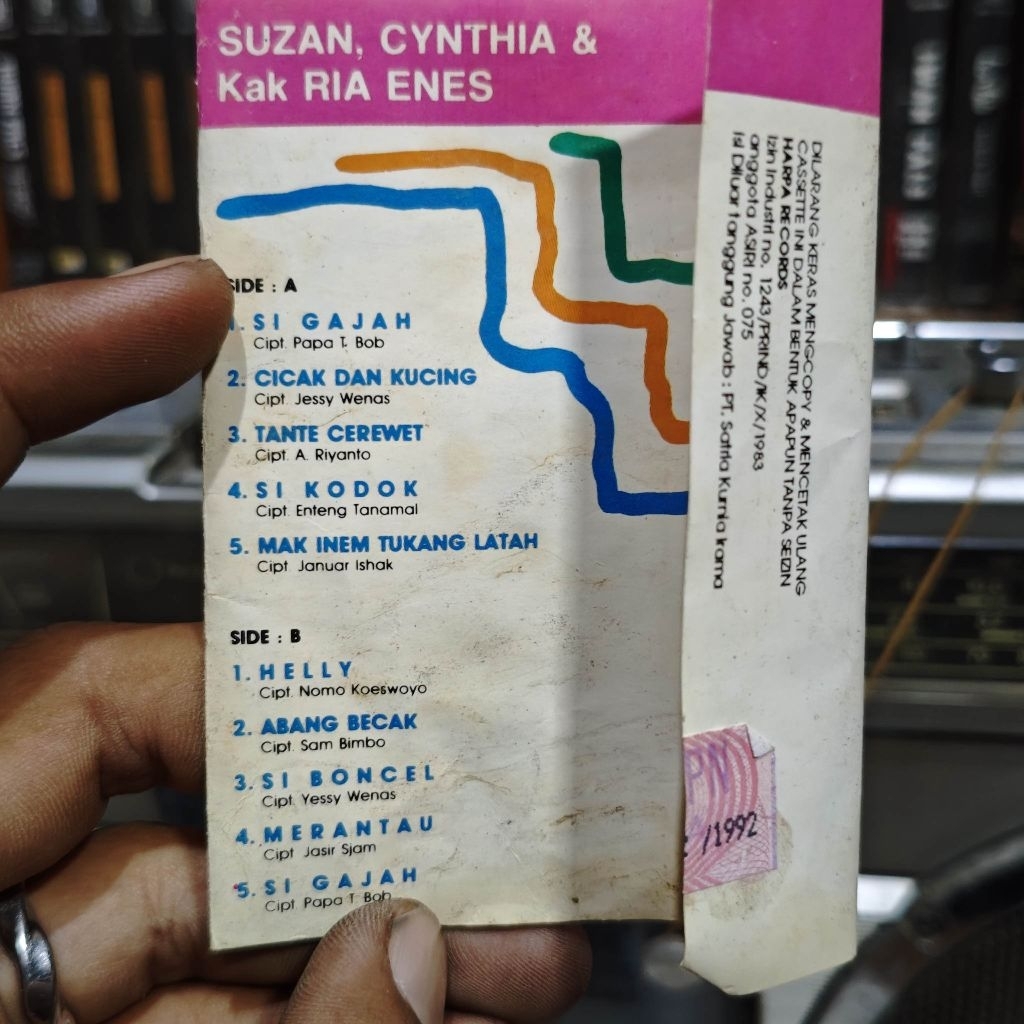 SUZAN, CYNTHIA &
Kak RIA ENES
SIDE : A
1. SI GAJAH
Cipt. Papa T. Bob
2. CICAK DAN KUCING
Cipt. Jessy Wenas
3. TANTE CEREWET
Cipt. A. Riyanto
4. SI KODOK
Cipt. Enteng Tanamal
5. MAK INEM TUKANG LATAH
Cipt. Januar Ishak
SIDE : B
1. HELLY
Cipt. Nomo Koeswoyo
2. ABANG BECAK
Cipt. Sam Bimbo
3. SI BONCEL
Cipt. Yessy Wenas
4. MERANTAU
Cipt. Jasir Sjam
5. SI GAJAH
Cipt. Papa T. Bob
DILARANG KERAS MENGCOPY & MENCETAK ULANG
CASSETTE INI DALAM BENTUK APAPUN TANPA SEIZIN
HARPA RECORDS
Izin Industri no. 1243/PRIND/IK/X/1983
anggota ASIRI no. 075
Isi Diluar tanggung Jawab : PT. Satria Kurnia Irama
PN
/1992